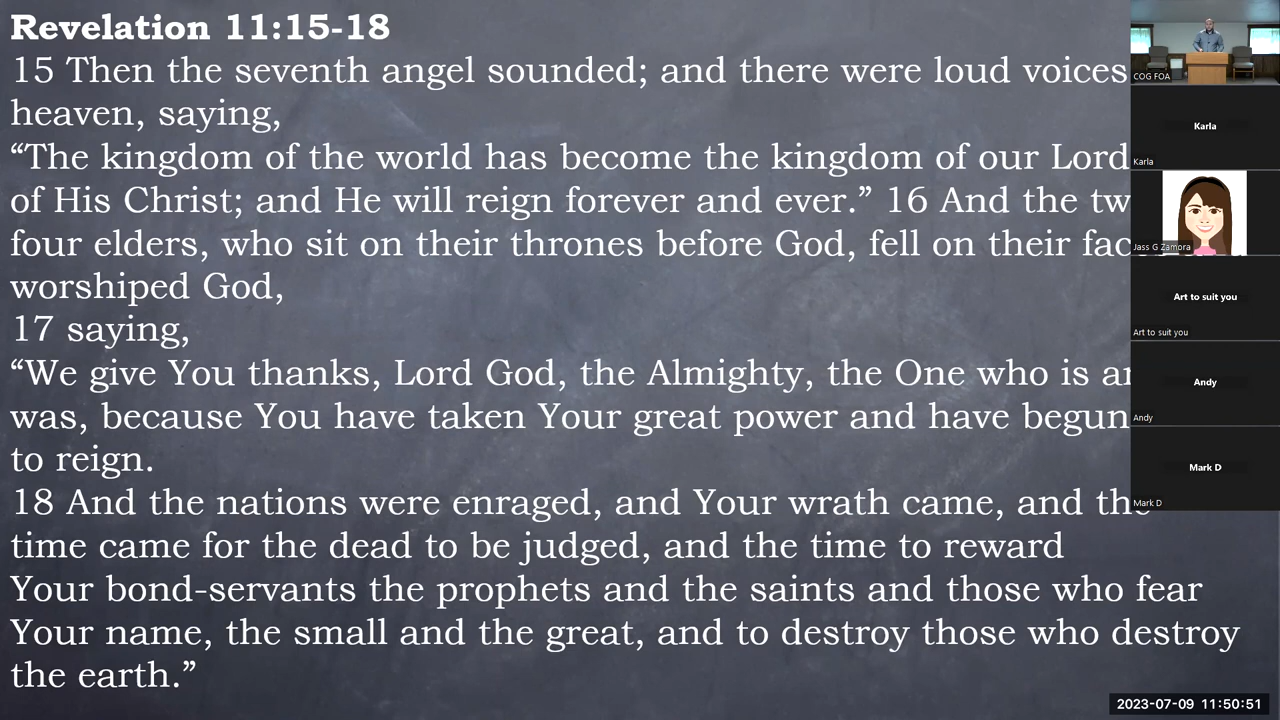 Revelation 11:15-18
15 Then the seventh angel sounded; and there were loud voices
heaven, saying,
“The kingdom of the world has become the kingdom of our Lord
of His Christ; and He will reign forever and ever.” 16 And the tw
four elders, who sit on their thrones before God, fell on their fac
worshiped God,
17 saying,
“We give You thanks, Lord God, the Almighty, the One who is
was, because You have taken Your great power and have begun
to reign.
18 And the nations were enraged, and Your wrath came, and the
time came for the dead to be judged, and the time to reward
Your bond-servants the prophets and the saints and those who fear
Your name, the small and the great, and to destroy those who destroy
the earth.”
COG FOA
Karla
Karla
Jass G Zamora
Art to suit you
Art to suit you
Andy
Andy
Mark D
Mark D
2023-07-09 11:50:51